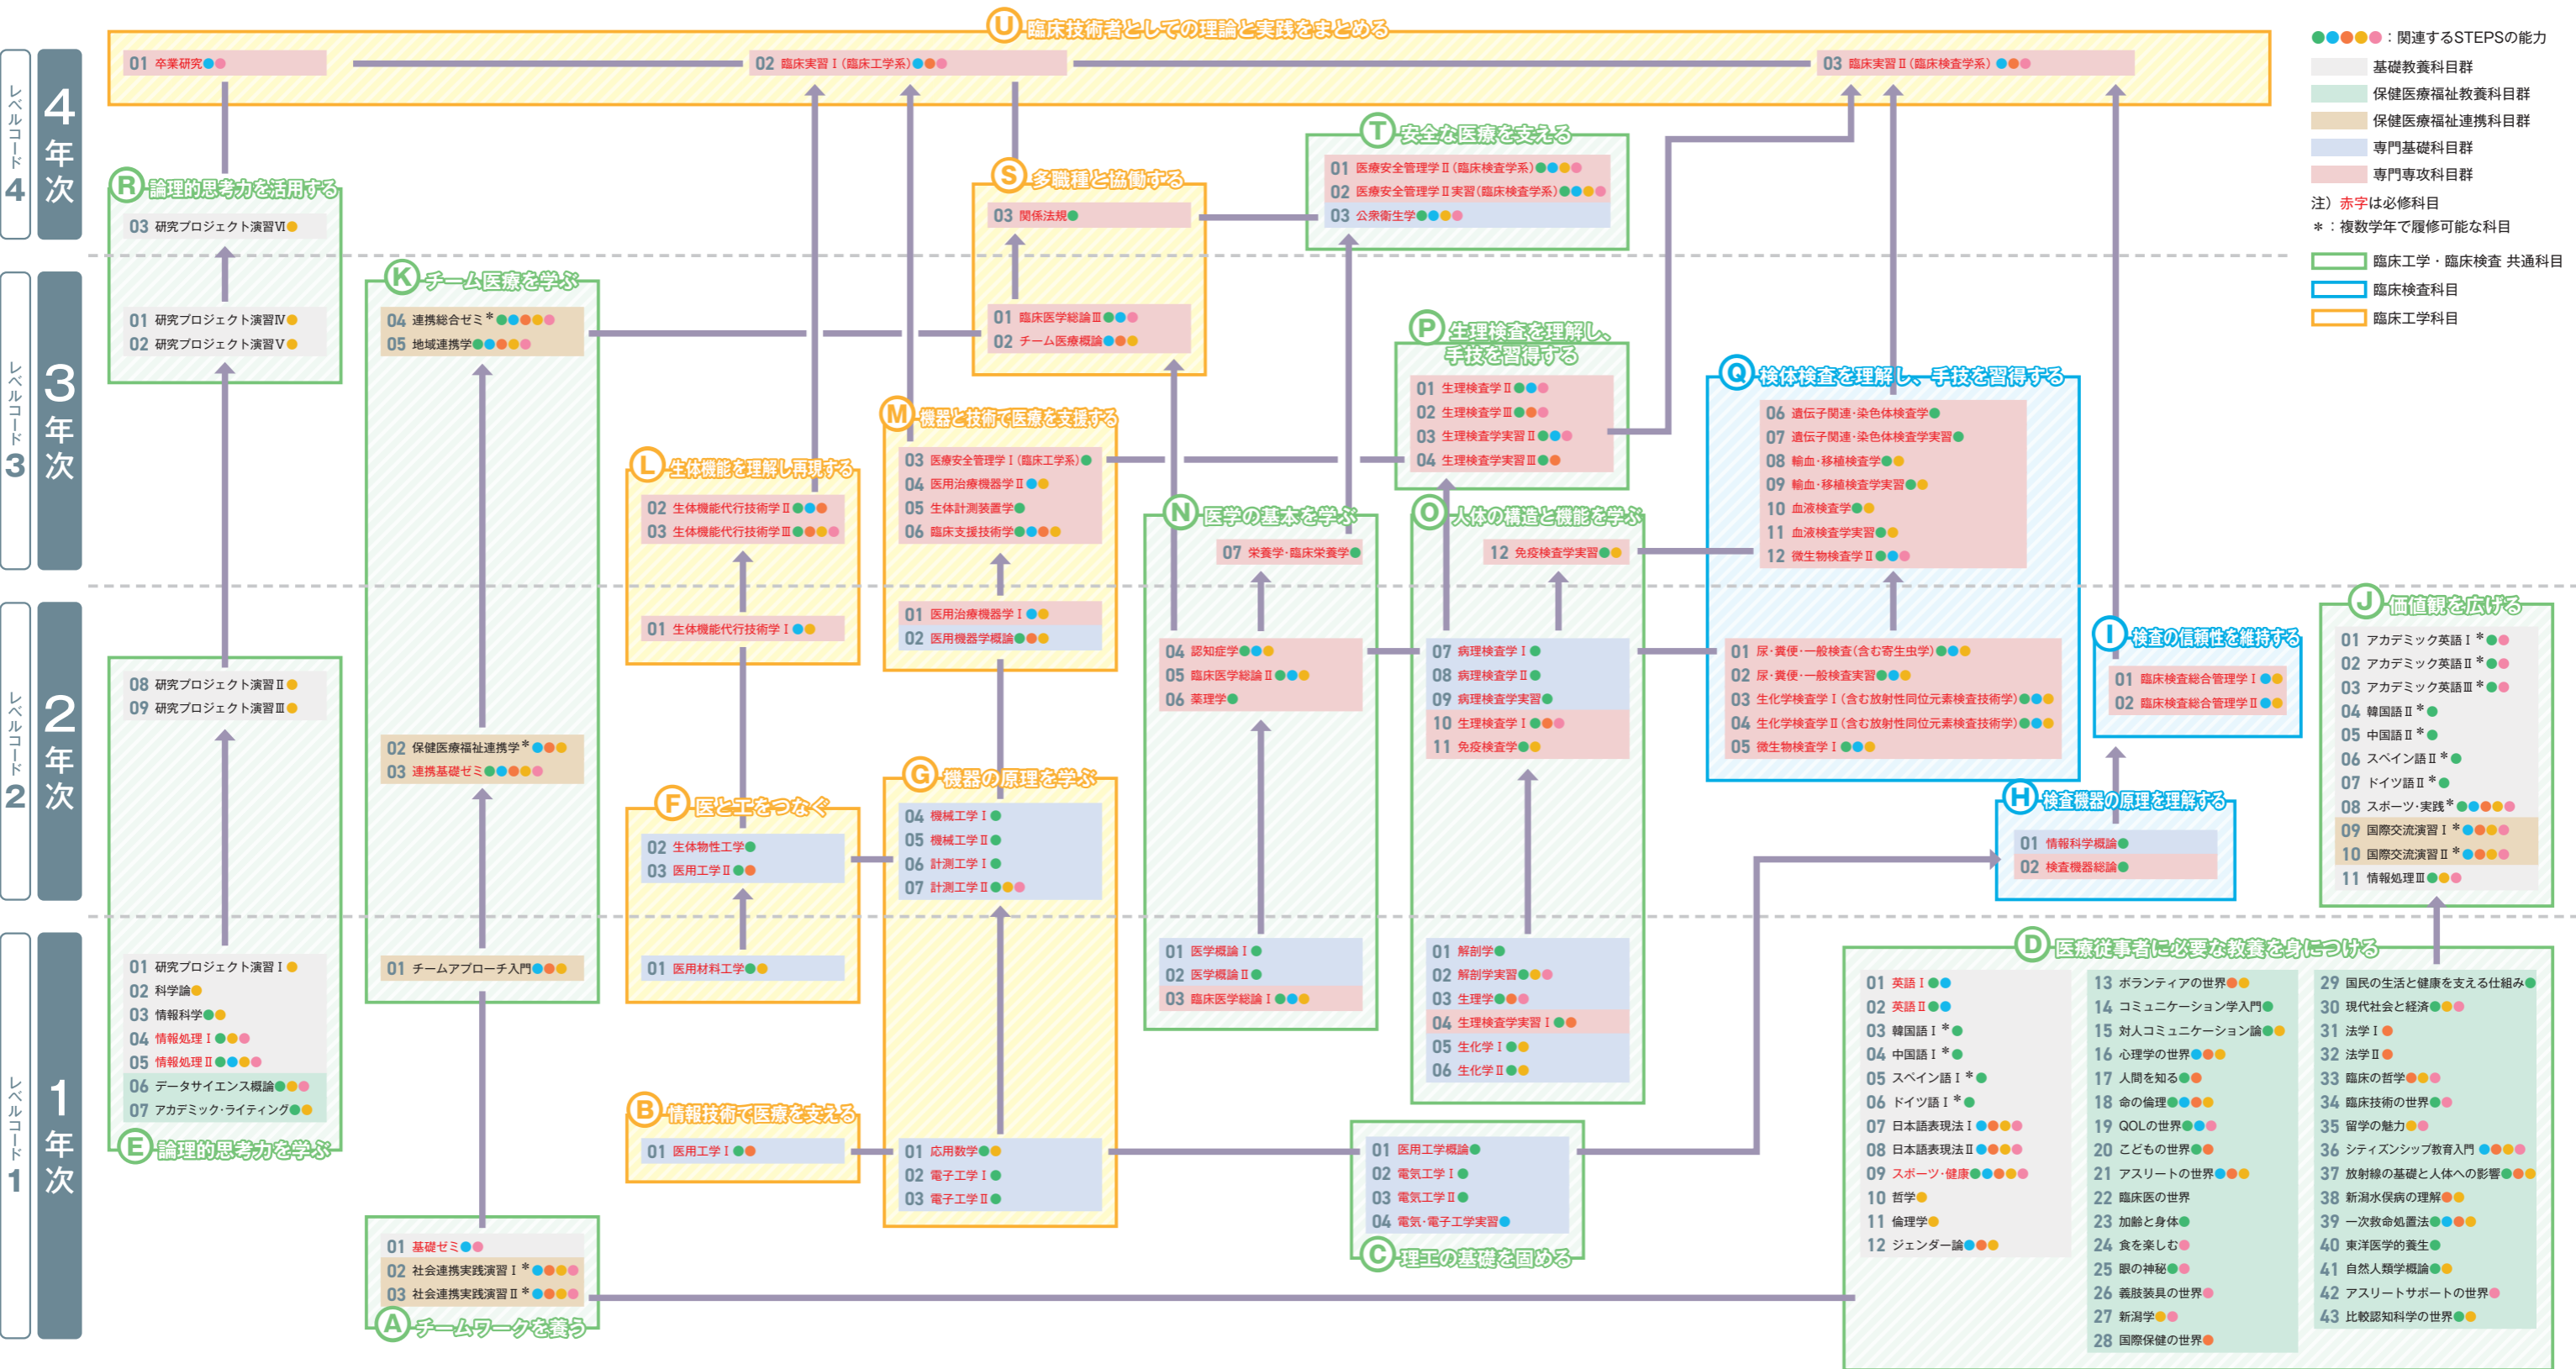 U 臨床技術者としての理論と実践をまとめる
01 卒業研究
02 臨床実習Ⅰ(臨床工学系)
03 臨床実習Ⅱ(臨床検査学系)
：関連するSTEPSの能力
基礎教養科目群
保健医療福祉教養科目群
保健医療福祉連携科目群
専門基礎科目群
専門専攻科目群
注）赤字は必修科目
＊：複数学年で履修可能な科目
臨床工学・臨床検査 共通科目
臨床検査科目
臨床工学科目
レベルコード 4
4年次
レベルコード 3
3年次
レベルコード 2
2年次
レベルコード 1
1年次
R 論理的思考力を活用する
03 研究プロジェクト演習Ⅵ
01 研究プロジェクト演習Ⅳ
02 研究プロジェクト演習Ⅴ
K チーム医療を学ぶ
04 連携総合ゼミ*
05 地域連携学
02 保健医療福祉連携学*
03 連携基礎ゼミ
01 チームアプローチ入門
S 多職種と協働する
03 関係法規
01 臨床医学総論Ⅲ
02 チーム医療概論
T 安全な医療を支える
01 医療安全管理学Ⅱ(臨床検査学系)
02 医療安全管理学Ⅱ実習(臨床検査学系)
03 公衆衛生学
P 生理検査を理解し、
手技を習得する
01 生理検査学Ⅱ
02 生理検査学Ⅲ
03 生理検査学実習Ⅱ
04 生理検査学実習Ⅲ
Q 検体検査を理解し、手技を習得する
06 遺伝子関連・染色体検査学
07 遺伝子関連・染色体検査学実習
08 輸血・移植検査学
09 輸血・移植検査学実習
10 血液検査学
11 血液検査学実習
12 微生物検査学Ⅱ
01 尿・糞便・一般検査(含む寄生虫学)
02 尿・糞便・一般検査実習
03 生化学検査学Ⅰ(含む放射性同位元素検査技術学)
04 生化学検査学Ⅱ(含む放射性同位元素検査技術学)
05 微生物検査学Ⅰ
L 生体機能を理解し再現する
02 生体機能代行技術学Ⅱ
03 生体機能代行技術学Ⅲ
01 生体機能代行技術学Ⅰ
M 機器と技術で医療を支援する
03 医療安全管理学Ⅰ(臨床工学系)
04 医用治療機器学Ⅱ
05 生体計測装置学
06 臨床支援技術学
01 医用治療機器学Ⅰ
02 医用機器学概論
N 医学の基本を学ぶ
07 栄養学・臨床栄養学
04 認知症学
05 臨床医学総論Ⅱ
06 薬理学
01 医学概論Ⅰ
02 医学概論Ⅱ
03 臨床医学総論Ⅰ
O 人体の構造と機能を学ぶ
12 免疫検査学実習
07 病理検査学Ⅰ
08 病理検査学Ⅱ
09 病理検査学実習
10 生理検査学Ⅰ
11 免疫検査学
01 解剖学
02 解剖学実習
03 生理学
04 生理検査学実習Ⅰ
05 生化学Ⅰ
06 生化学Ⅱ
I 検査の信頼性を維持する
01 臨床検査総合管理学Ⅰ
02 臨床検査総合管理学Ⅱ
J 価値観を広げる
01 アカデミック英語Ⅰ*
02 アカデミック英語Ⅱ*
03 アカデミック英語Ⅲ*
04 韓国語Ⅱ*
05 中国語Ⅱ*
06 スペイン語Ⅱ*
07 ドイツ語Ⅱ*
08 スポーツ・実践*
09 国際交流演習Ⅰ*
10 国際交流演習Ⅱ*
11 情報処理Ⅲ
H 検査機器の原理を理解する
01 情報科学概論
02 検査機器総論
F 医と工をつなぐ
02 生体物性工学
03 医用工学Ⅱ
01 医用材料工学
G 機器の原理を学ぶ
04 機械工学Ⅰ
05 機械工学Ⅱ
06 計測工学Ⅰ
07 計測工学Ⅱ
01 応用数学
02 電子工学Ⅰ
03 電子工学Ⅱ
08 研究プロジェクト演習Ⅱ
09 研究プロジェクト演習Ⅲ
01 研究プロジェクト演習Ⅰ
02 科学論
03 情報科学
04 情報処理Ⅰ
05 情報処理Ⅱ
06 データサイエンス概論
07 アカデミック・ライティング
E 論理的思考力を学ぶ
B 情報技術で医療を支える
01 医用工学Ⅰ
01 医用工学概論
02 電気工学Ⅰ
03 電気工学Ⅱ
04 電気・電子工学実習
C 理工の基礎を固める
01 基礎ゼミ
02 社会連携実践演習Ⅰ*
03 社会連携実践演習Ⅱ*
A チームワークを養う
D 医療従事者に必要な教養を身につける
01 英語Ⅰ
02 英語Ⅱ
03 韓国語Ⅰ*
04 中国語Ⅰ*
05 スペイン語Ⅰ*
06 ドイツ語Ⅰ*
07 日本語表現法Ⅰ
08 日本語表現法Ⅱ
09 スポーツ・健康
10 哲学
11 倫理学
12 ジェンダー論
13 ボランティアの世界
14 コミュニケーション学入門
15 対人コミュニケーション論
16 心理学の世界
17 人間を知る
18 命の倫理
19 QOLの世界
20 こどもの世界
21 アスリートの世界
22 臨床医の世界
23 加齢と身体
24 食を楽しむ
25 眼の神秘
26 義肢装具の世界
27 新潟学
28 国際保健の世界
29 国民の生活と健康を支える仕組み
30 現代社会と経済
31 法学Ⅰ
32 法学Ⅱ
33 臨床の哲学
34 臨床技術の世界
35 留学の魅力
36 シティズンシップ教育入門
37 放射線の基礎と人体への影響
38 新潟水俣病の理解
39 一次救命処置法
40 東洋医学的養生
41 自然人類学概論
42 アスリートサポートの世界
43 比較認知科学の世界